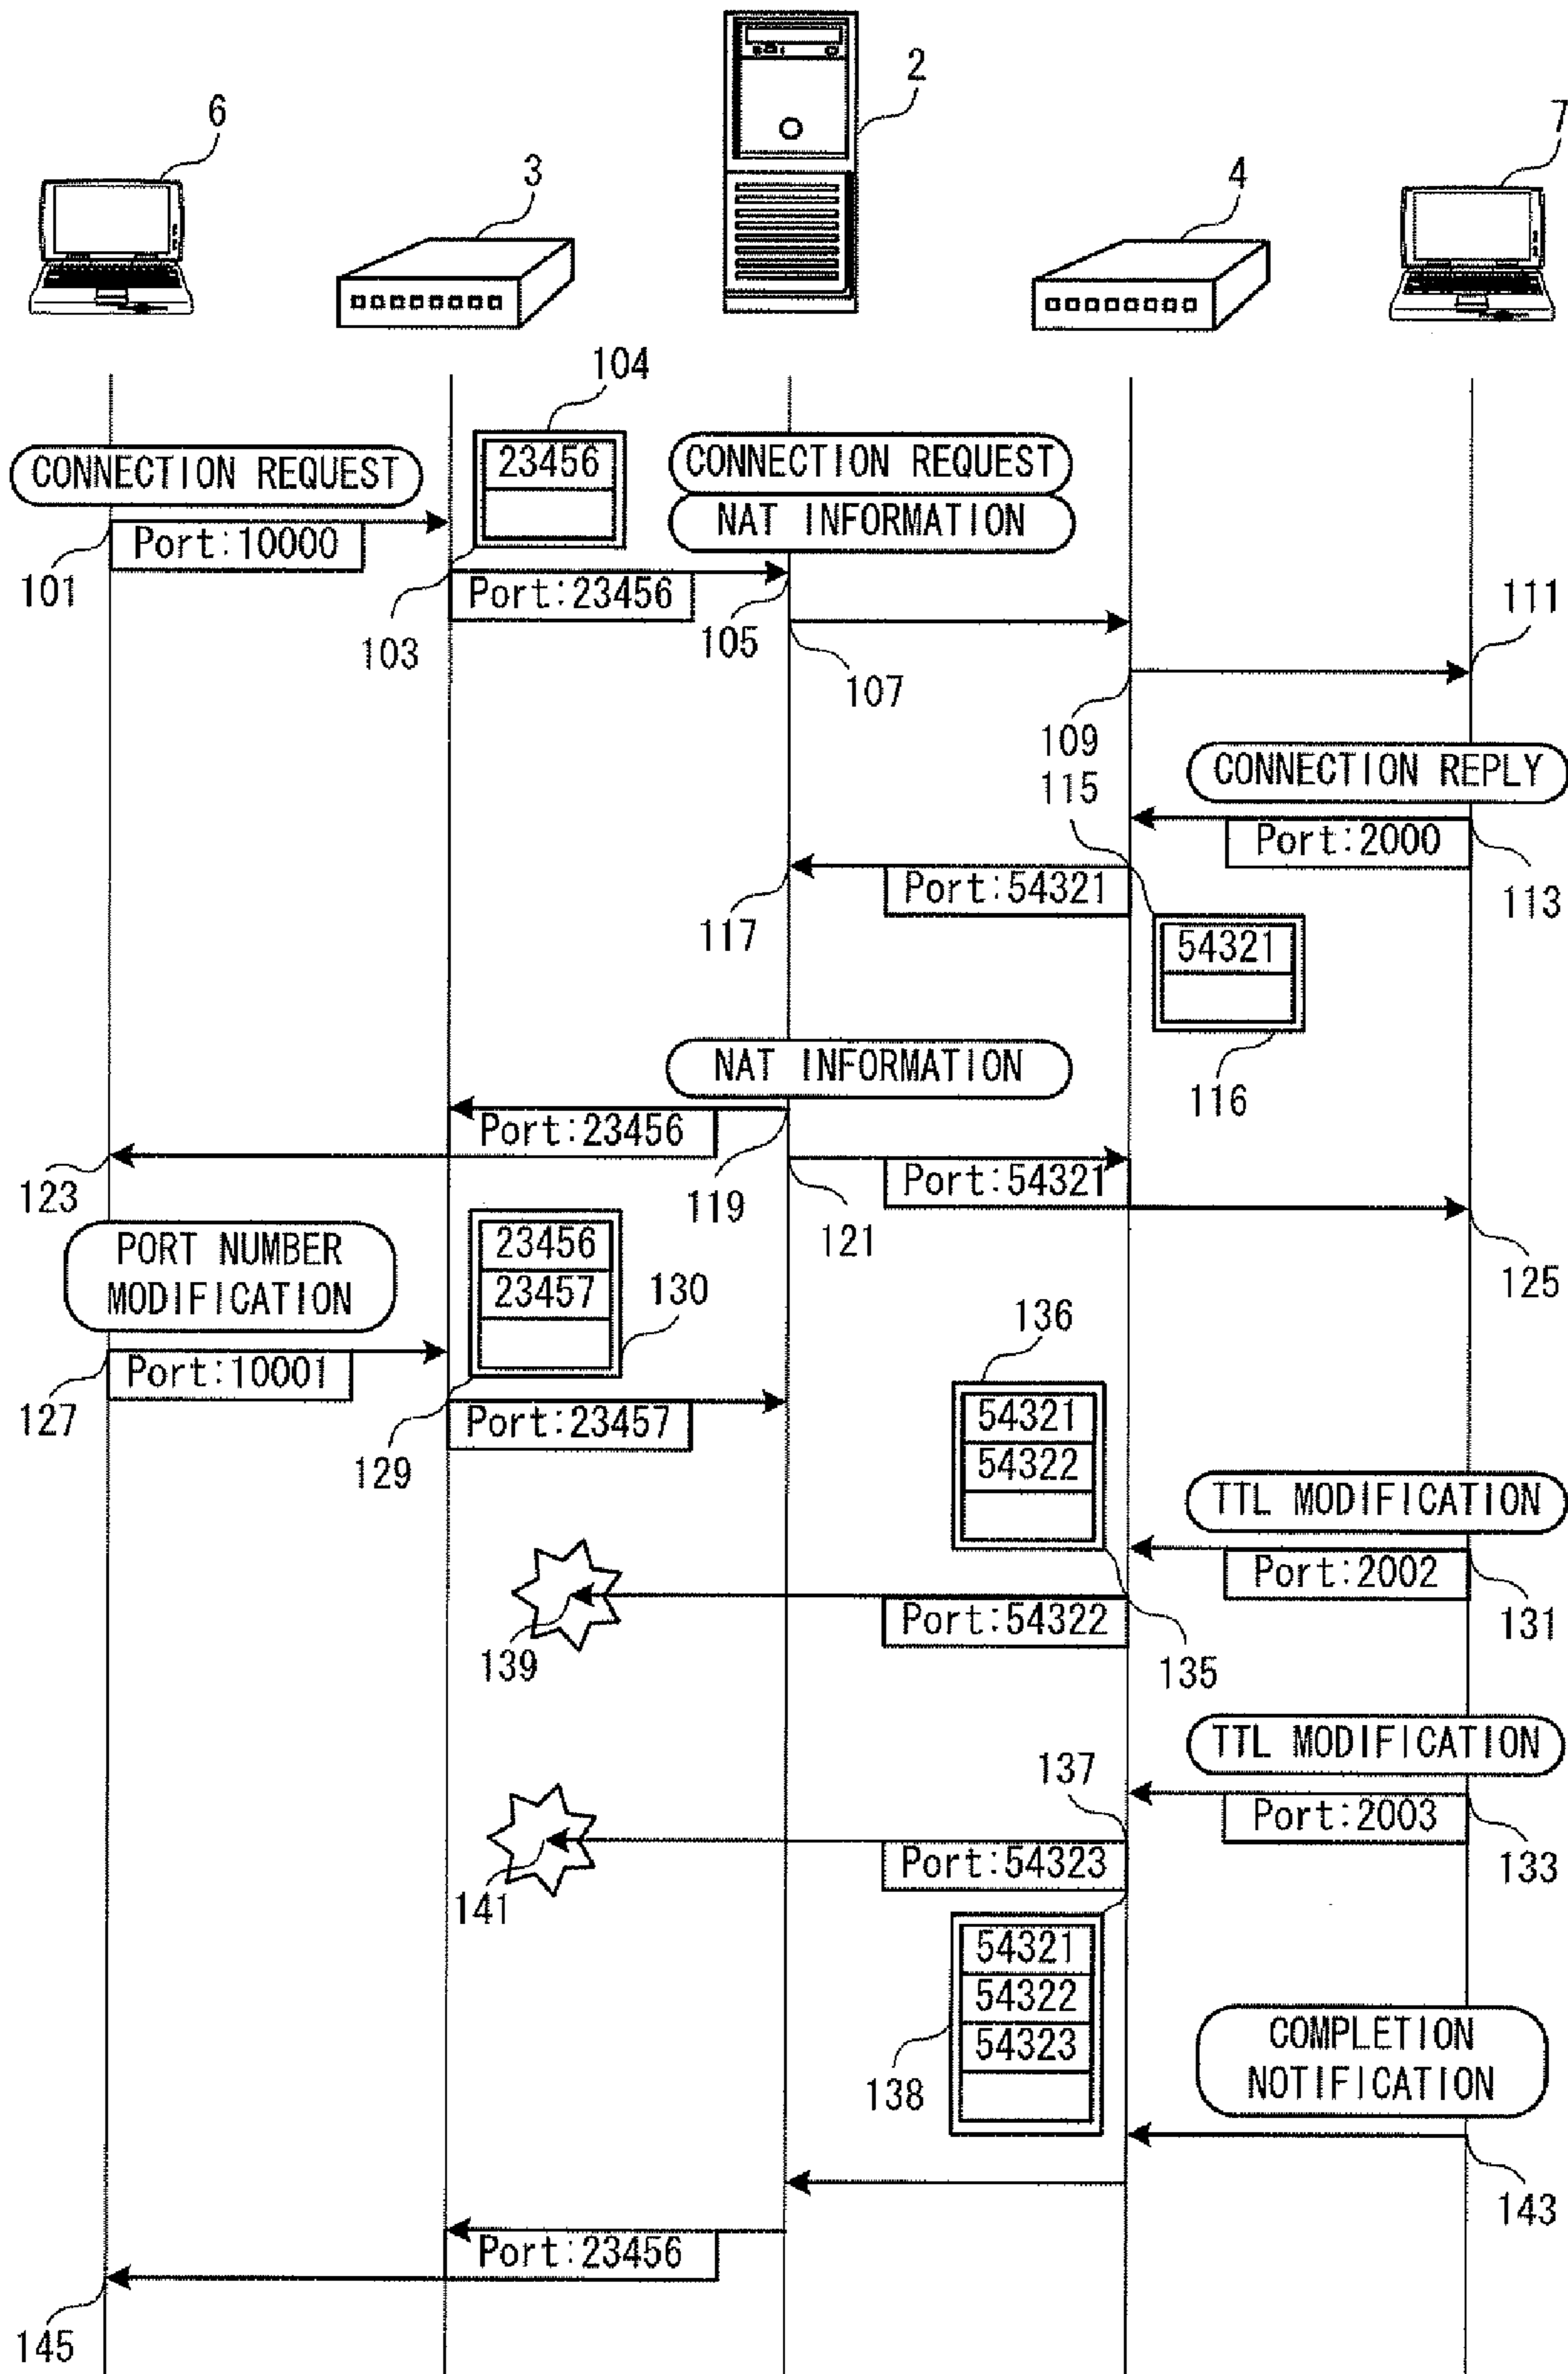 2
6
7
3
4
104
23456
CONNECTION REQUEST
CONNECTION REQUEST
NAT INFORMATION
Port:10000
101
Port:23456
103
105
111
107
109
CONNECTION REPLY
115
Port:2000
Port:54321
113
117
54321
116
NAT INFORMATION
Port:23456
123
Port:54321
119
121
125
PORT NUMBER
MODIFICATION
23456
23457
130
136
Port:10001
127
Port:23457
129
54321
54322
TTL MODIFICATION
Port:2002
131
Port:54322
139
135
TTL MODIFICATION
137
Port:2003
133
Port:54323
141
54321
54322
54323
138
COMPLETION
NOTIFICATION
143
Port:23456
145